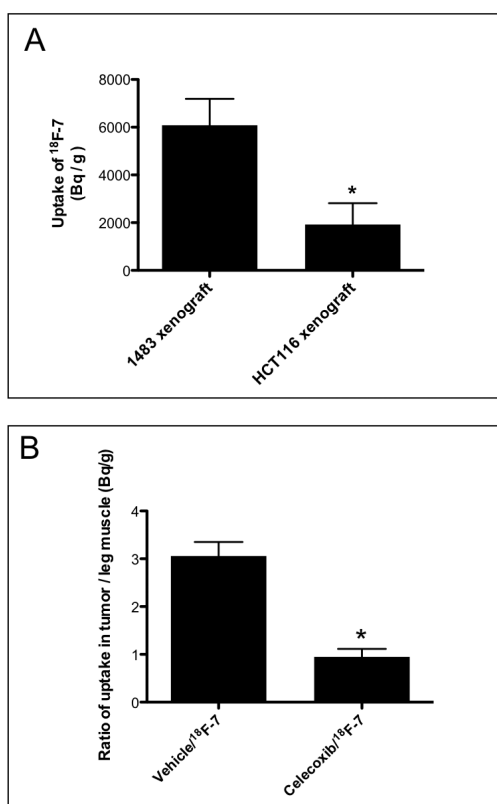 A
Uptake of ¹⁸F-7
(Bq / g)
8000
6000
4000
2000
0
*
1483 xenograft
HCT116 xenograft
B
Ratio of uptake in tumor / leg muscle (Bq/g)
4
3
2
1
0
*
Vehicle/¹⁸F-7
Celecoxib/¹⁸F-7